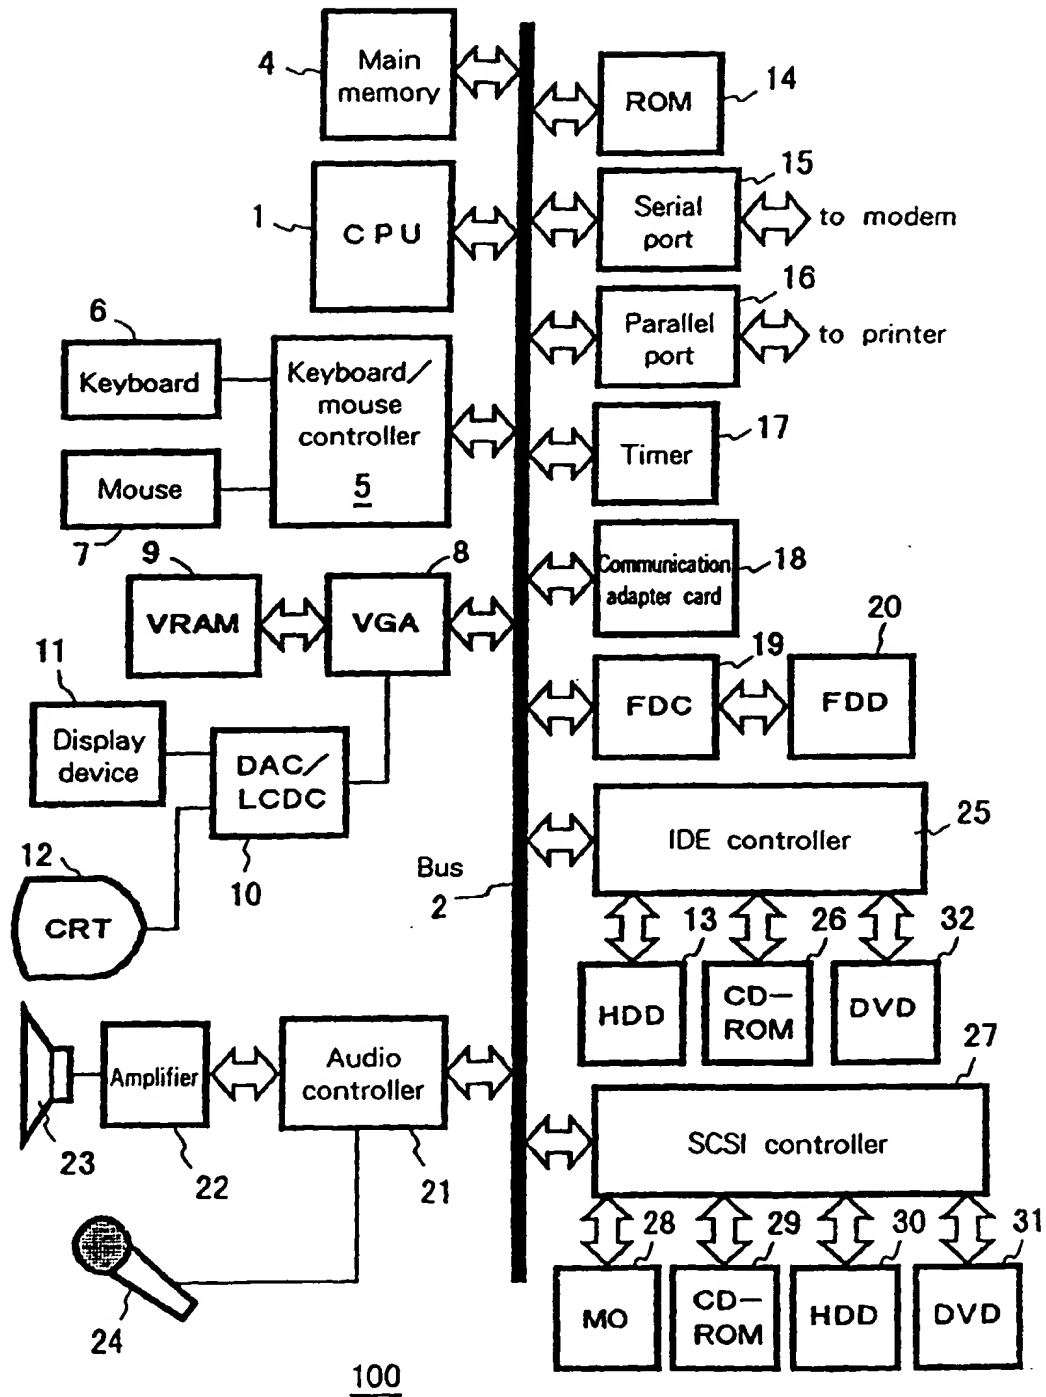 4
Main
memory
ROM
14
1
CPU
15
Serial
port
to modem
16
Parallel
port
to printer
6
Keyboard
Keyboard/
mouse
controller
5
Mouse
7
Timer
17
Communication
adapter card
18
9
VRAM
8
VGA
19
FDC
20
FDD
11
Display
device
DAC/
LCDC
10
12
CRT
Bus
2
IDE controller
25
13
HDD
26
CD-
ROM
32
DVD
23
Amplifier
22
Audio
controller
21
27
SCSI controller
24
28
MO
29
CD-
ROM
30
HDD
31
DVD
100